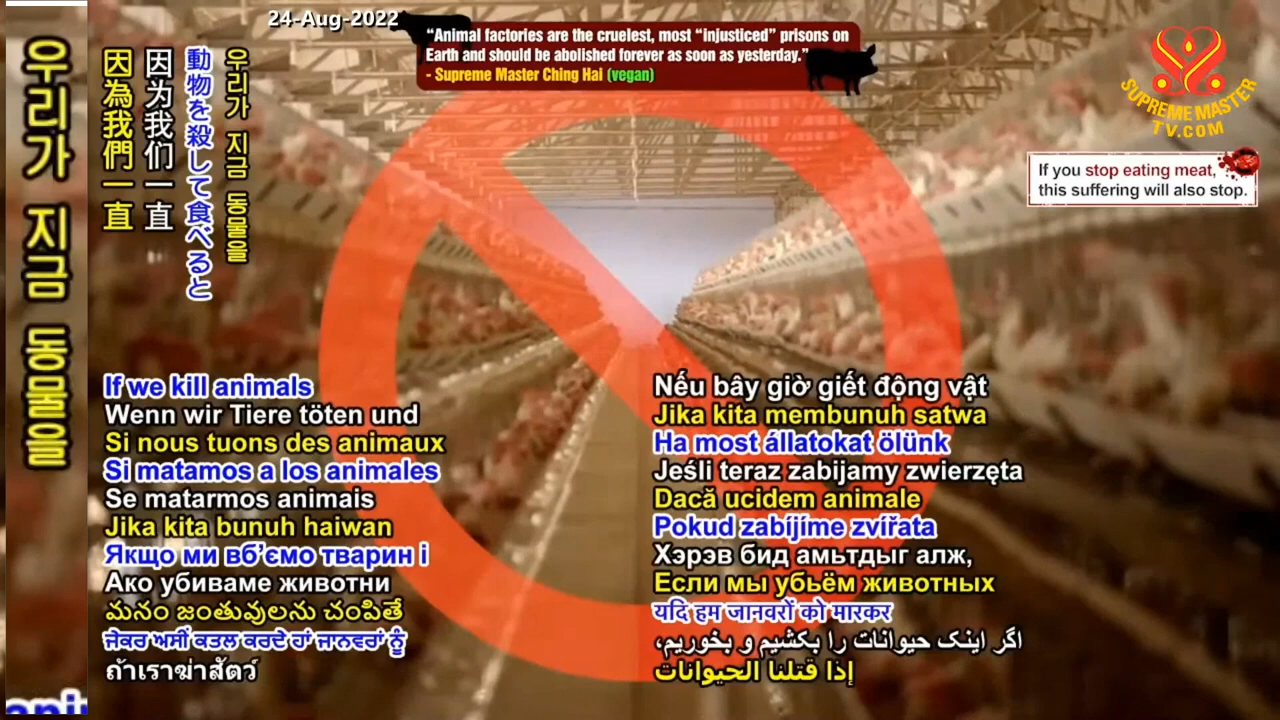 24-Aug-2022
“Animal factories are the cruelest, most “injusticed” prisons on
Earth and should be abolished forever as soon as yesterday.”
- Supreme Master Ching Hai (vegan)
SUPREME MASTER
TV.COM
If you stop eating meat,
this suffering will also stop.
우리가 지금 동물을
因為我們一直
因为我们一直
動物を殺して食べると
우리가 지금 동물을
If we kill animals
Wenn wir Tiere töten und
Si nous tuons des animaux
Si matamos a los animales
Se matarmos animais
Jika kita bunuh haiwan
Якщо ми вб’ємо тварин і
Ако убиваме животни
మనం జంతువులను చంపితే
ਜੇਕਰ ਅਸੀਂ ਕਤਲ ਕਰਦੇ ਹਾਂ ਜਾਨਵਰਾਂ ਨੂੰ
ถ้าเราฆ่าสัตว์
Nếu bây giờ giết động vật
Jika kita membunuh satwa
Ha most állatokat ölünk
Jeśli teraz zabijamy zwierzęta
Dacă ucidem animale
Pokud zabíjíme zvířata
Хэрэв бид амьтдыг алж,
Если мы убьём животных
यदि हम जानवरों को मारकर
اگر اینک حیوانات را بکشیم و بخوریم،
إذا قتلنا الحيوانات